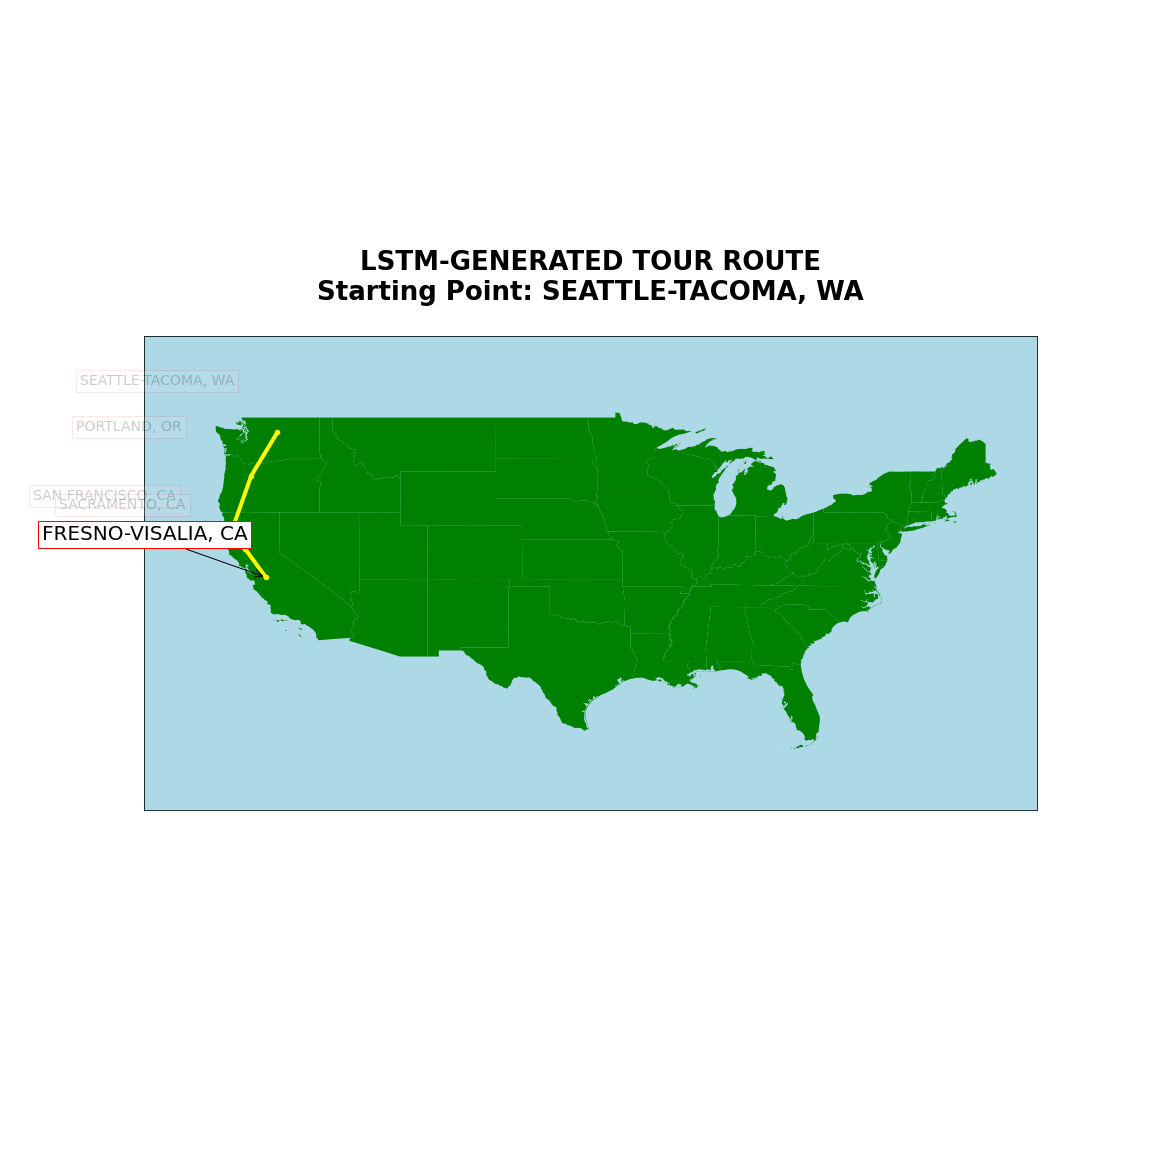 LSTM-GENERATED TOUR ROUTE
Starting Point: SEATTLE-TACOMA, WA
SEATTLE-TACOMA, WA
PORTLAND, OR
SAN FRANCISCO, CA
SACRAMENTO, CA
FRESNO-VISALIA, CA